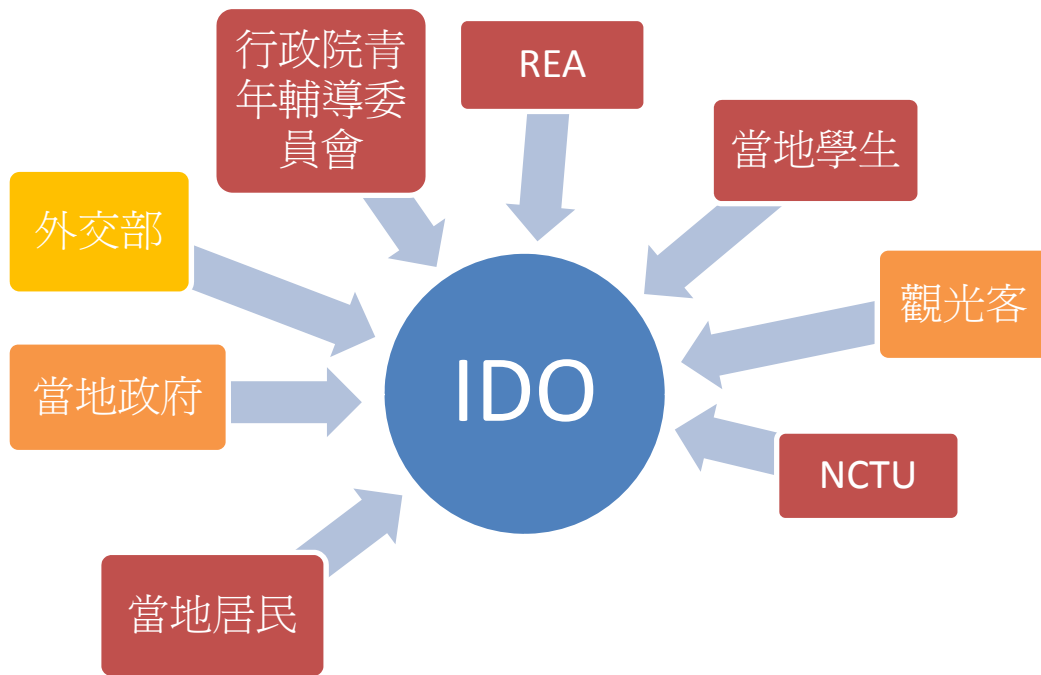 行政院青
年輔導委
員會
REA
當地學生
外交部
觀光客
當地政府
IDO
NCTU
當地居民